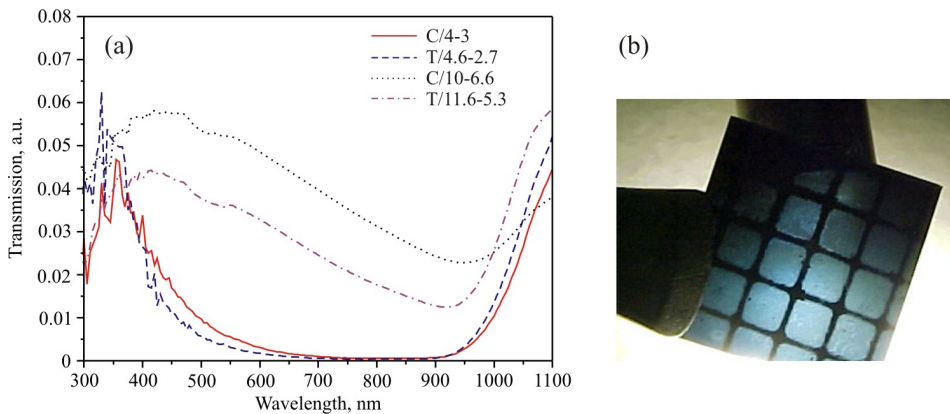 (a)
(b)
C/4-3
T/4.6-2.7
C/10-6.6
T/11.6-5.3
Transmission, a.u.
0.08
0.07
0.06
0.05
0.04
0.03
0.02
0.01
0
300 400 500 600 700 800 900 1000 1100
Wavelength, nm